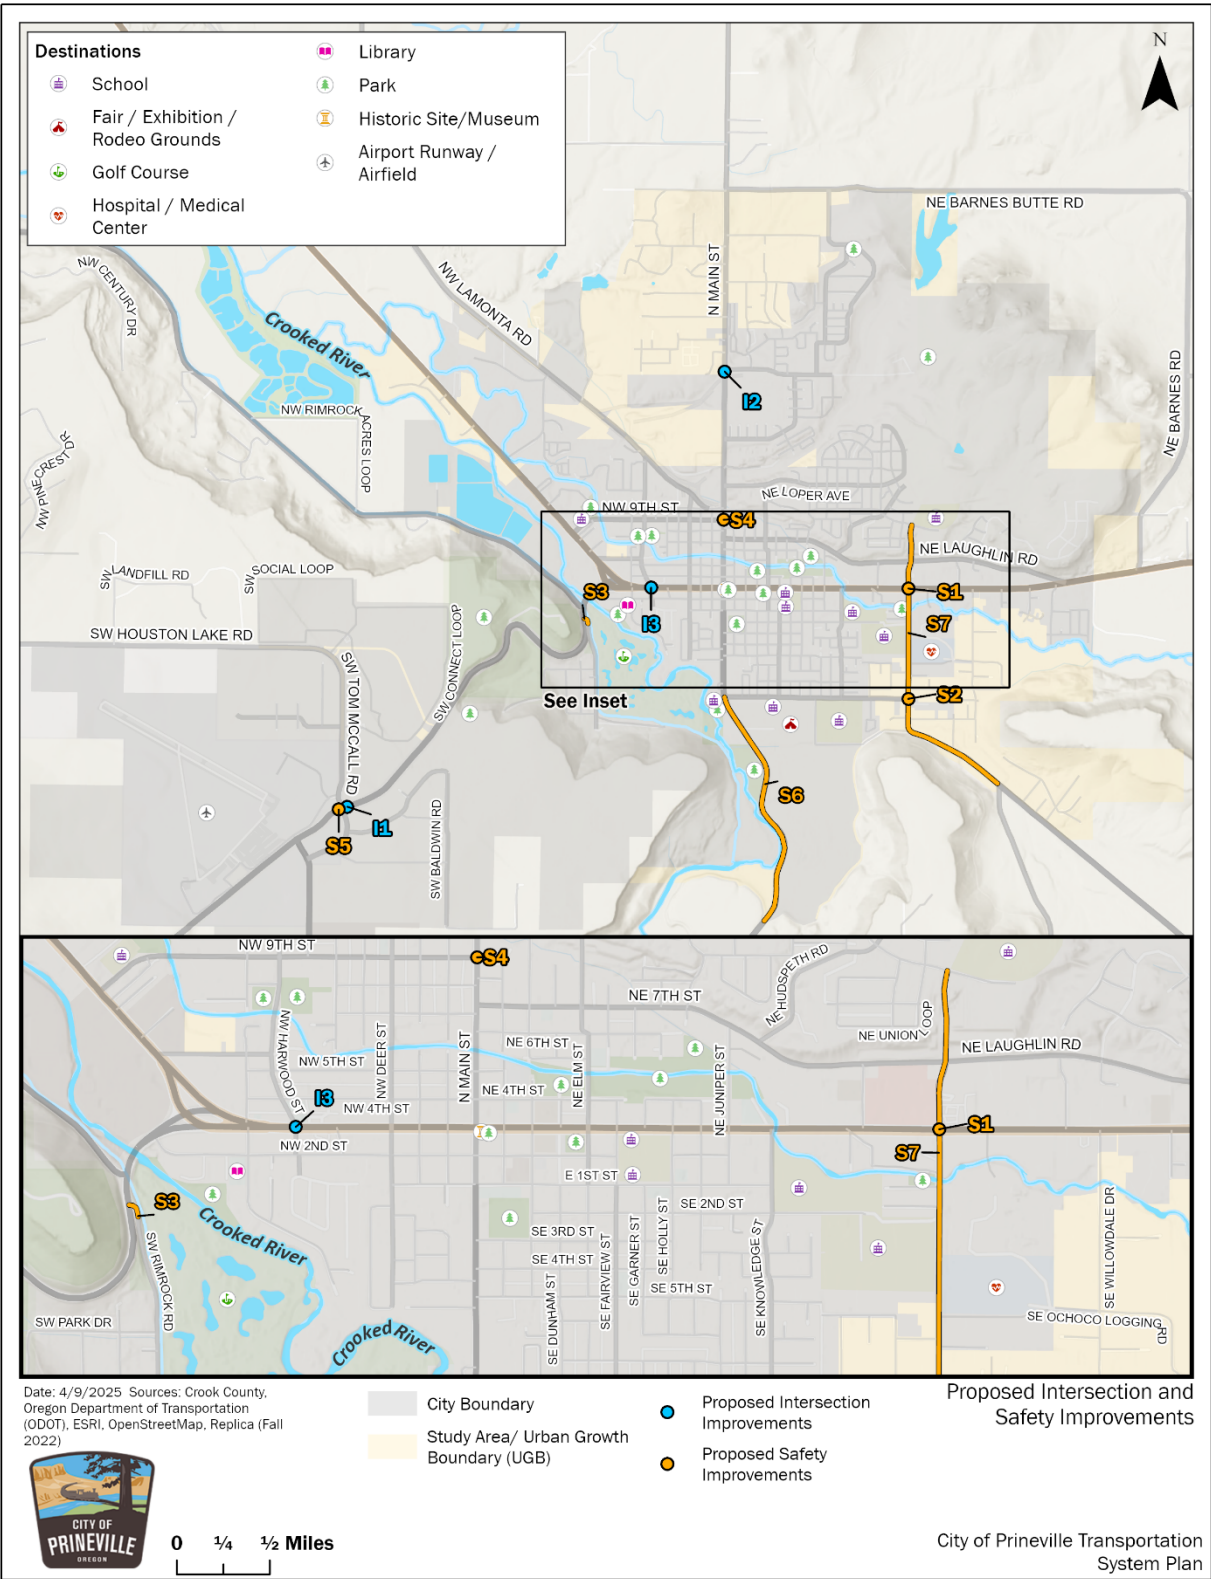 Destinations
School
Fair / Exhibition /
Rodeo Grounds
Golf Course
Hospital / Medical
Center
Library
Park
Historic Site/Museum
Airport Runway /
Airfield
N
NE BARNES BUTTE RD
NW CENTURY DR
NW LAMONTA RD
N MAIN ST
Crooked River
NE BARNES RD
I2
NW RIMROCK
ACRES LOOP
NW PINECREST DR
NE LOPER AVE
NW 9TH ST
S4
NE LAUGHLIN RD
SW LANDFILL RD
SW SOCIAL LOOP
S3
I3
S1
S7
SW HOUSTON LAKE RD
SW CONNECT LOOP
SW TOM MCCALL RD
See Inset
S2
S6
I1
S5
SW BALDWIN RD
NW 9TH ST
S4
NE HUDSPETH RD
NE 7TH ST
NE UNION
LOOP
NE LAUGHLIN RD
NW HARWOOD ST
NW DEER ST
N MAIN ST
NE 6TH ST
NE ELM ST
NW 5TH ST
NE 4TH ST
NE JUNIPER ST
I3
NW 4TH ST
NW 2ND ST
S1
S7
E 1ST ST
S3
Crooked River
SE 2ND ST
SE HOLLY ST
SE WILLOWDALE DR
SE 3RD ST
SE GARNER ST
SE FAIRVIEW ST
SE KNOWLEDGE ST
SE 4TH ST
SE 5TH ST
SE DUNHAM ST
SW RIMROCK RD
SW PARK DR
Crooked River
SE OCHOCO LOGGING
RD
Date: 4/9/2025 Sources: Crook County,
Oregon Department of Transportation
(ODOT), ESRI, OpenStreetMap, Replica (Fall
2022)
City Boundary
Study Area/ Urban Growth
Boundary (UGB)
Proposed Intersection
Improvements
Proposed Safety
Improvements
Proposed Intersection and
Safety Improvements
CITY OF
PRINEVILLE
OREGON
0 ¼ ½ Miles
City of Prineville Transportation
System Plan